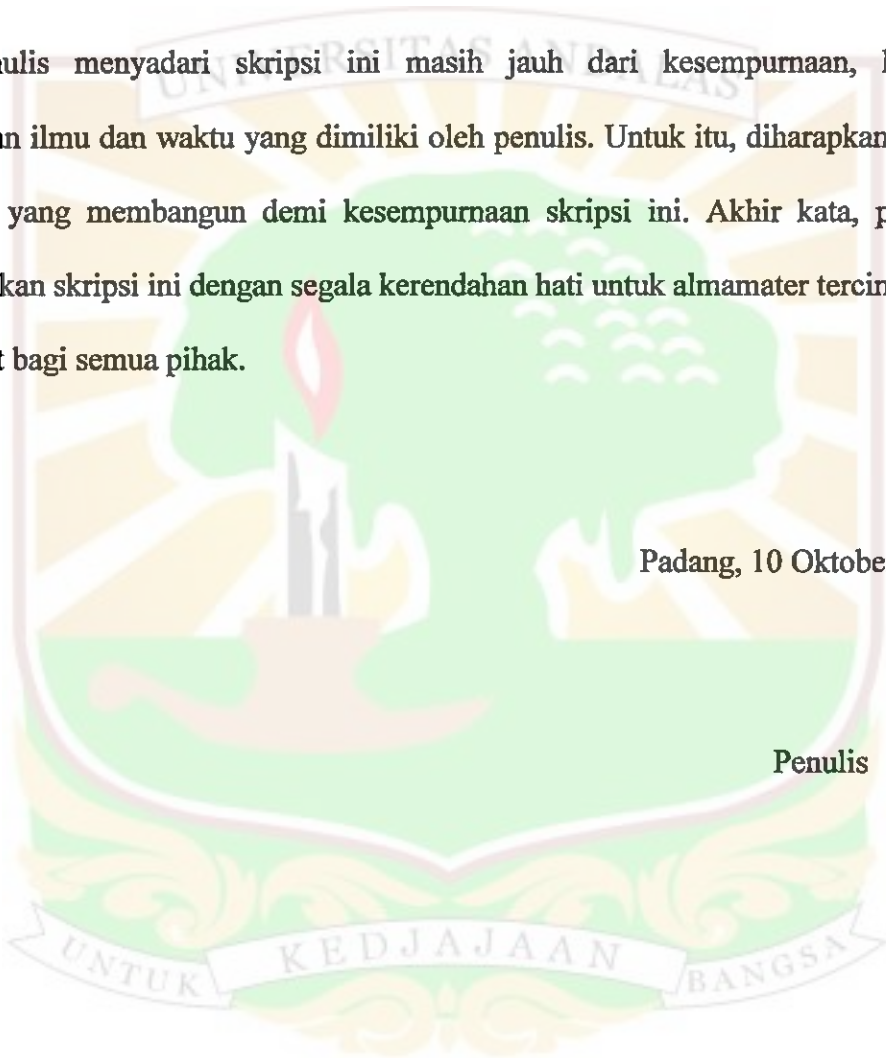 UNIVERSITAS ANDALAS
ulis menyadari skripsi ini masih jauh dari kesempurnaan,
n ilmu dan waktu yang dimiliki oleh penulis. Untuk itu, diharapkan
yang membangun demi kesempurnaan skripsi ini. Akhir kata, p
kan skripsi ini dengan segala kerendahan hati untuk almamater tercin
t bagi semua pihak.
Padang, 10 Oktobe
Penulis
UNTUK KEDJAJAAN BANGSA